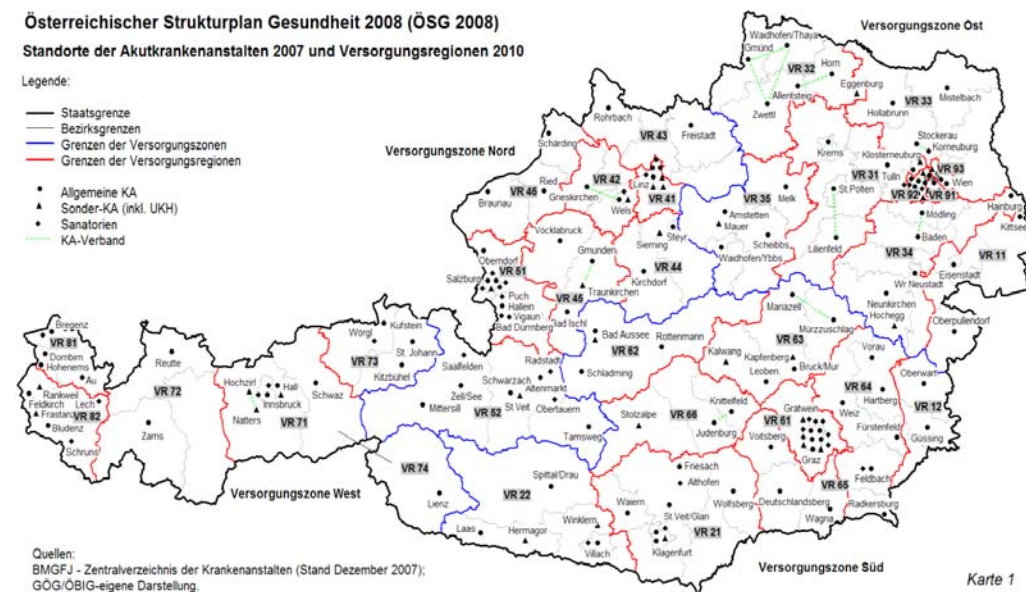 Österreichischer Strukturplan Gesundheit 2008 (ÖSG 2008)
Standorte der Akutkrankenanstalten 2007 und Versorgungsregionen 2010
Legende:
Staatsgrenze
Bezirksgrenzen
Grenzen der Versorgungszonen
Grenzen der Versorgungsregionen
Allgemeine KA
Sonder-KA (inkl. UKH)
Sanatorien
KA-Verband
Versorgungszone Ost
Waidhofen/Thaya
Gmünd
VR 32
Horn
Eggenburg
Allentsteig
Zwettl
VR 33
Mistelbach
Hollabrunn
Rohrbach
VR 43
Freistadt
Schärding
Versorgungszone Nord
Stockerau
Korneuburg
Klosterneuburg
Krems
VR 31
Tulln
VR 93
Wien
VR 92
VR 91
Ried
VR 42
Linz
VR 46
Grieskirchen
VR 41
Braunau
Wels
VR 35
Melk
St.Pölten
Hainburg
Kittsee
Mödling
Amstetten
Mauer
Baden
Vöcklabruck
Steyr
Sierning
Scheibbs
Lilienfeld
VR 34
VR 11
Gmunden
Waidhofen/Ybbs
Eisenstadt
Oberndorf
VR 51
VR 44
Wr.Neustadt
Salzburg
Kirchdorf
Traunkirchen
Puch
VR 45
Mariazell
Neunkirchen
Hallein
Bad Ischl
Hochegg
Vigaun
Oberpullendorf
Bad Dürrnberg
Bad Aussee
Rottenmann
Mürzzuschlag
Kufstein
Wörgl
VR 62
VR 63
Bregenz
VR 81
Reutte
VR 73
St. Johann
Saalfelden
Radstadt
Kalwang
Kapfenberg
Vorau
Dornbirn
Hohenems
Kitzbühel
Schladming
Bruck/Mur
Leoben
Oberwart
Au
Hochzirl
Hall
Schwarzach
Altenmarkt
VR 64
Rankweil
VR 72
Schwaz
Zell/See
Hartberg
VR 12
Feldkirch
Lech
Innsbruck
St Veit
Obertauern
Stolzalpe
Knittelfeld
Gratwein
Weiz
Frastanz
VR 82
Natters
Mittersill
VR 52
VR 66
VR 61
Fürstenfeld
Bludenz
Zams
VR 71
Tamsweg
Judenburg
Voitsberg
Güssing
Schruns
Graz
Friesach
Feldbach
VR 74
Spittal/Drau
Althofen
VR 65
Versorgungszone West
Lienz
VR 22
Waiern
Wolfsberg
Deutschlandsberg
Radkersburg
St.Veit/Glan
Wagna
Winklern
Laas
Hermagor
VR 21
Klagenfurt
Villach
Versorgungszone Süd
Quellen:
BMGFJ - Zentralverzeichnis der Krankenanstalten (Stand Dezember 2007);
GÖG/ÖBIG-eigene Darstellung.
Karte 1